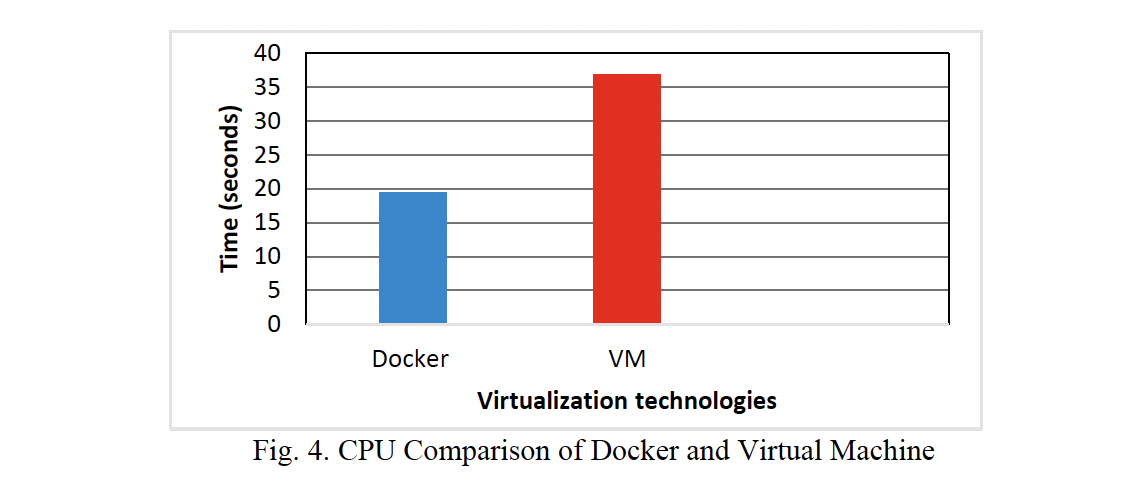 40
35
30
25
20
15
10
5
0
Time (seconds)
Docker VM
Virtualization technologies
Fig. 4. CPU Comparison of Docker and Virtual Machine